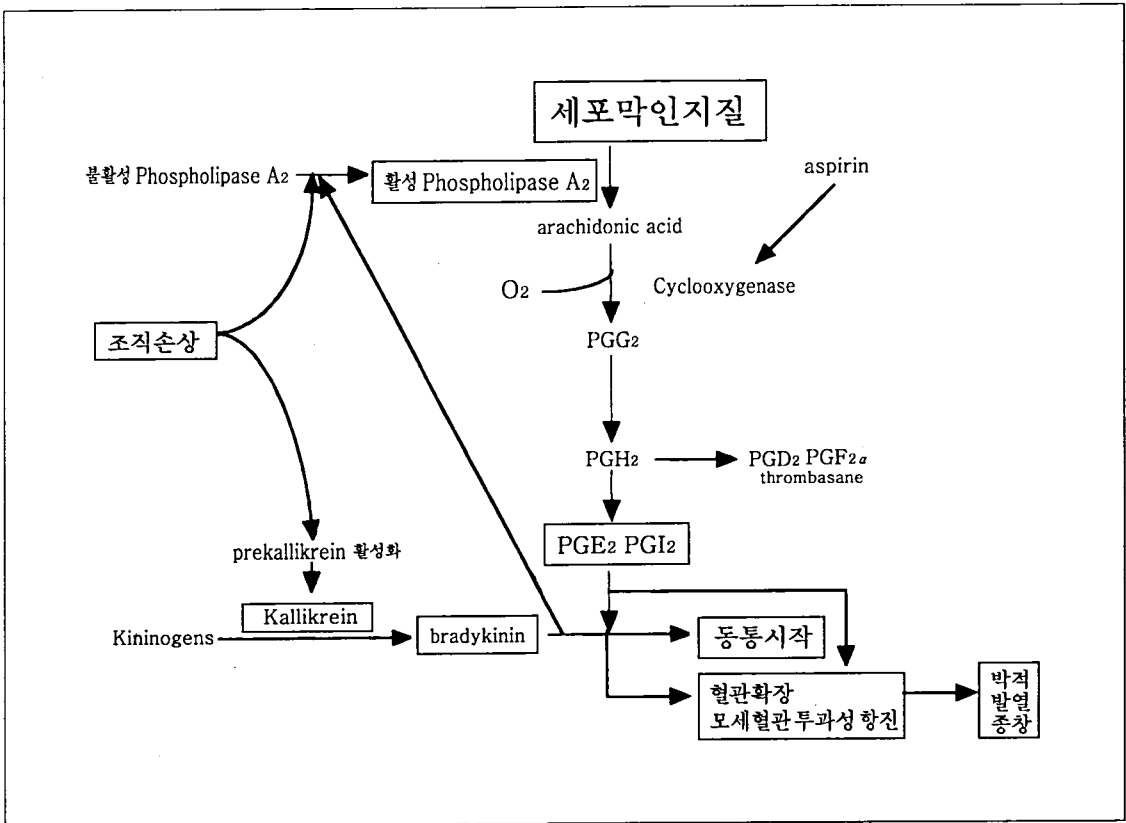 세포막인지질
불활성 Phospholipase A2
활성 Phospholipase A2
aspirin
arachidonic acid
O2
Cyclooxygenase
조직손상
PGG2
PGH2
PGD2 PGF2α
thrombasane
prekallikrein 활성화
PGE2 PGI2
Kallikrein
Kininogens
bradykinin
동통시작
혈관확장
모세혈관 투과성 항진
박적
발열
종창